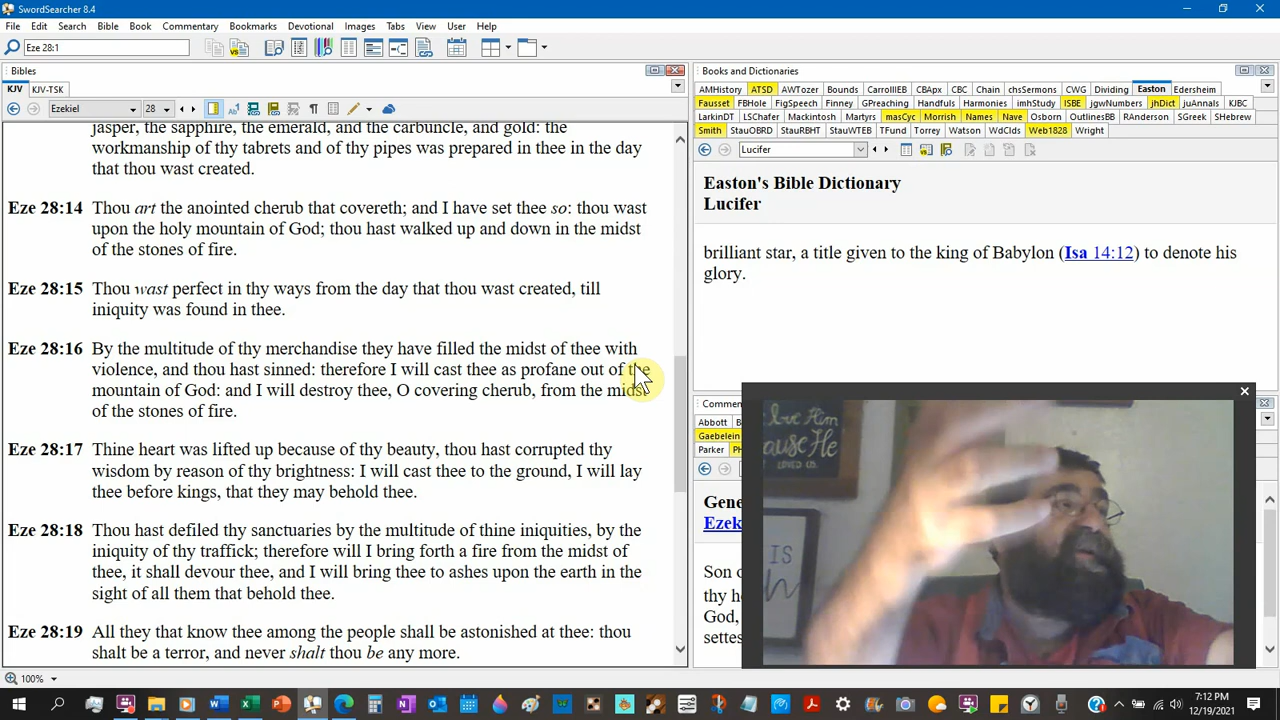 SwordSearcher 8.4
File Edit Search Bible Book Commentary Bookmarks Devotional Images Tabs View User Help
Eze 28:1
Bibles
KJV KJV-TSK
Ezekiel 28
jasper, the sapphire, the emerald, and the carbuncle, and gold: the
workmanship of thy tabrets and of thy pipes was prepared in thee in the day
that thou wast created.
Eze 28:14 Thou art the anointed cherub that covereth; and I have set thee so: thou wast
upon the holy mountain of God; thou hast walked up and down in the midst
of the stones of fire.
Eze 28:15 Thou wast perfect in thy ways from the day that thou wast created, till
iniquity was found in thee.
Eze 28:16 By the multitude of thy merchandise they have filled the midst of thee with
violence, and thou hast sinned: therefore I will cast thee as profane out of the
mountain of God: and I will destroy thee, O covering cherub, from the midst
of the stones of fire.
Eze 28:17 Thine heart was lifted up because of thy beauty, thou hast corrupted thy
wisdom by reason of thy brightness: I will cast thee to the ground, I will lay
thee before kings, that they may behold thee.
Eze 28:18 Thou hast defiled thy sanctuaries by the multitude of thine iniquities, by the
iniquity of thy traffick; therefore will I bring forth a fire from the midst of
thee, it shall devour thee, and I will bring thee to ashes upon the earth in the
sight of all them that behold thee.
Eze 28:19 All they that know thee among the people shall be astonished at thee: thou
shalt be a terror, and never shalt thou be any more.
100%
Books and Dictionaries
AMHistory ATSD AWTozer Bounds CarrollIEB CBApx CBC Chain chsSermons CWG Dividing Easton Edersheim
Fausset FBHole FigSpeech Finney GPreaching Handfuls Harmonies imhStudy ISBE jgwNumbers jhDict juAnnals KJBC
LarkinDT LSChafer Mackintosh Martyrs masCyc Morrish Names Nave Osborn OutlinesBB RAnderson SGreek SHebrew
Smith StauOBRD StauRBHT StauWTEB TFund Torrey Watson WdClds Web1828 Wright
Lucifer
Easton's Bible Dictionary
Lucifer
brilliant star, a title given to the king of Babylon (Isa 14:12) to denote his
glory.
Commen
Abbott B
Gaebelein
Parker PH
Gene
Ezek
Son o
thy he
God,
settes
love Him
cause He
LOVED US.
IS
7:12 PM
12/19/2021